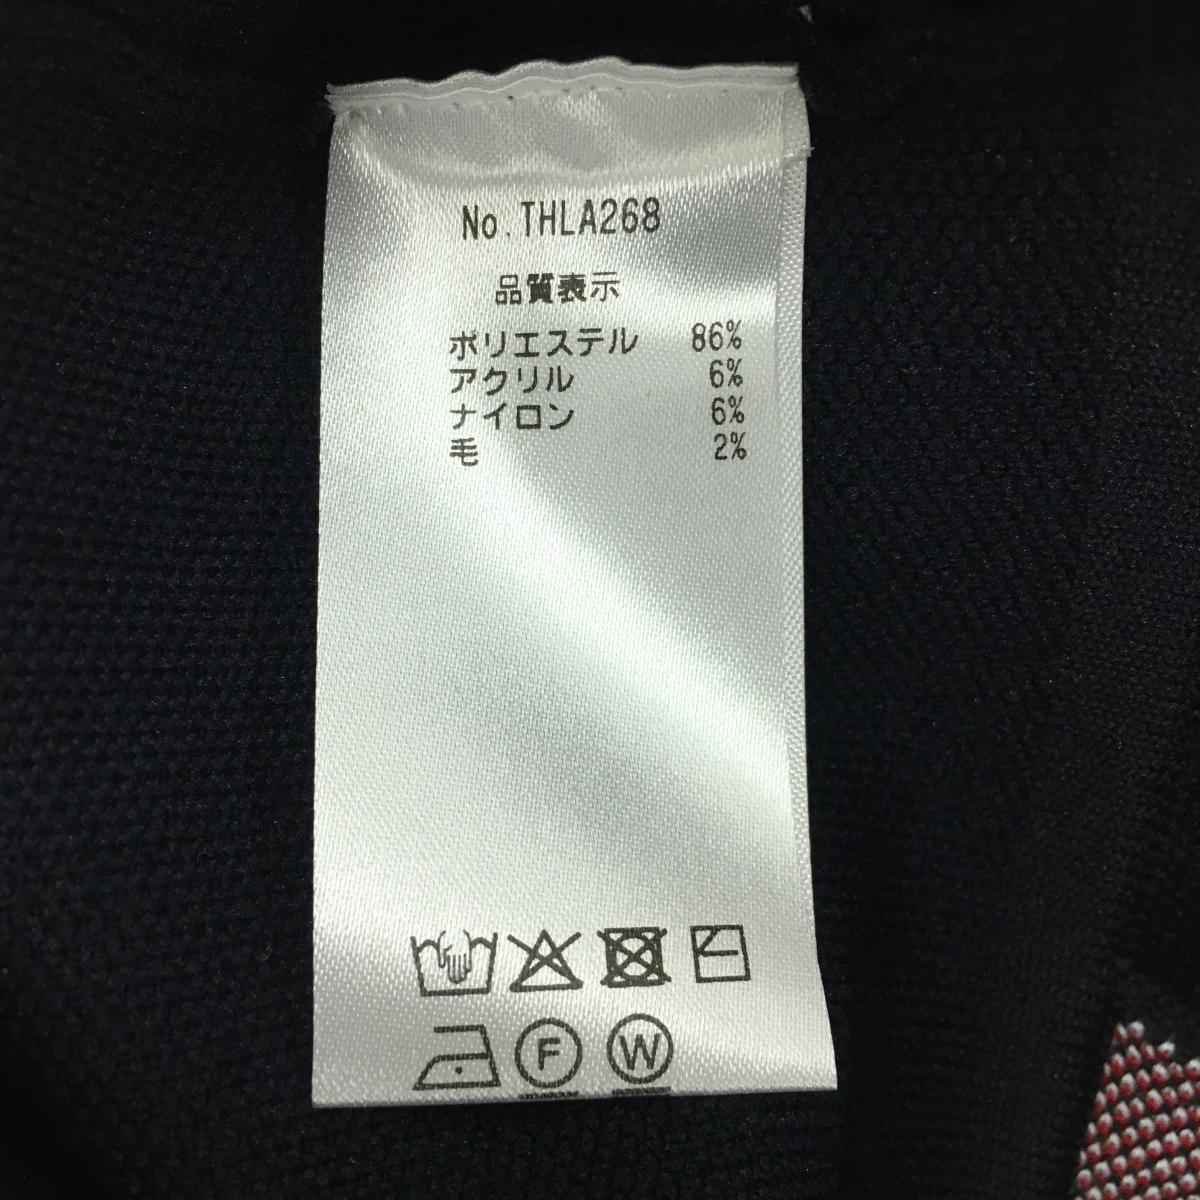 No.THLA268
品質表示
ポリエステル 86%
アクリル 6%
ナイロン 6%
毛 2%
F W